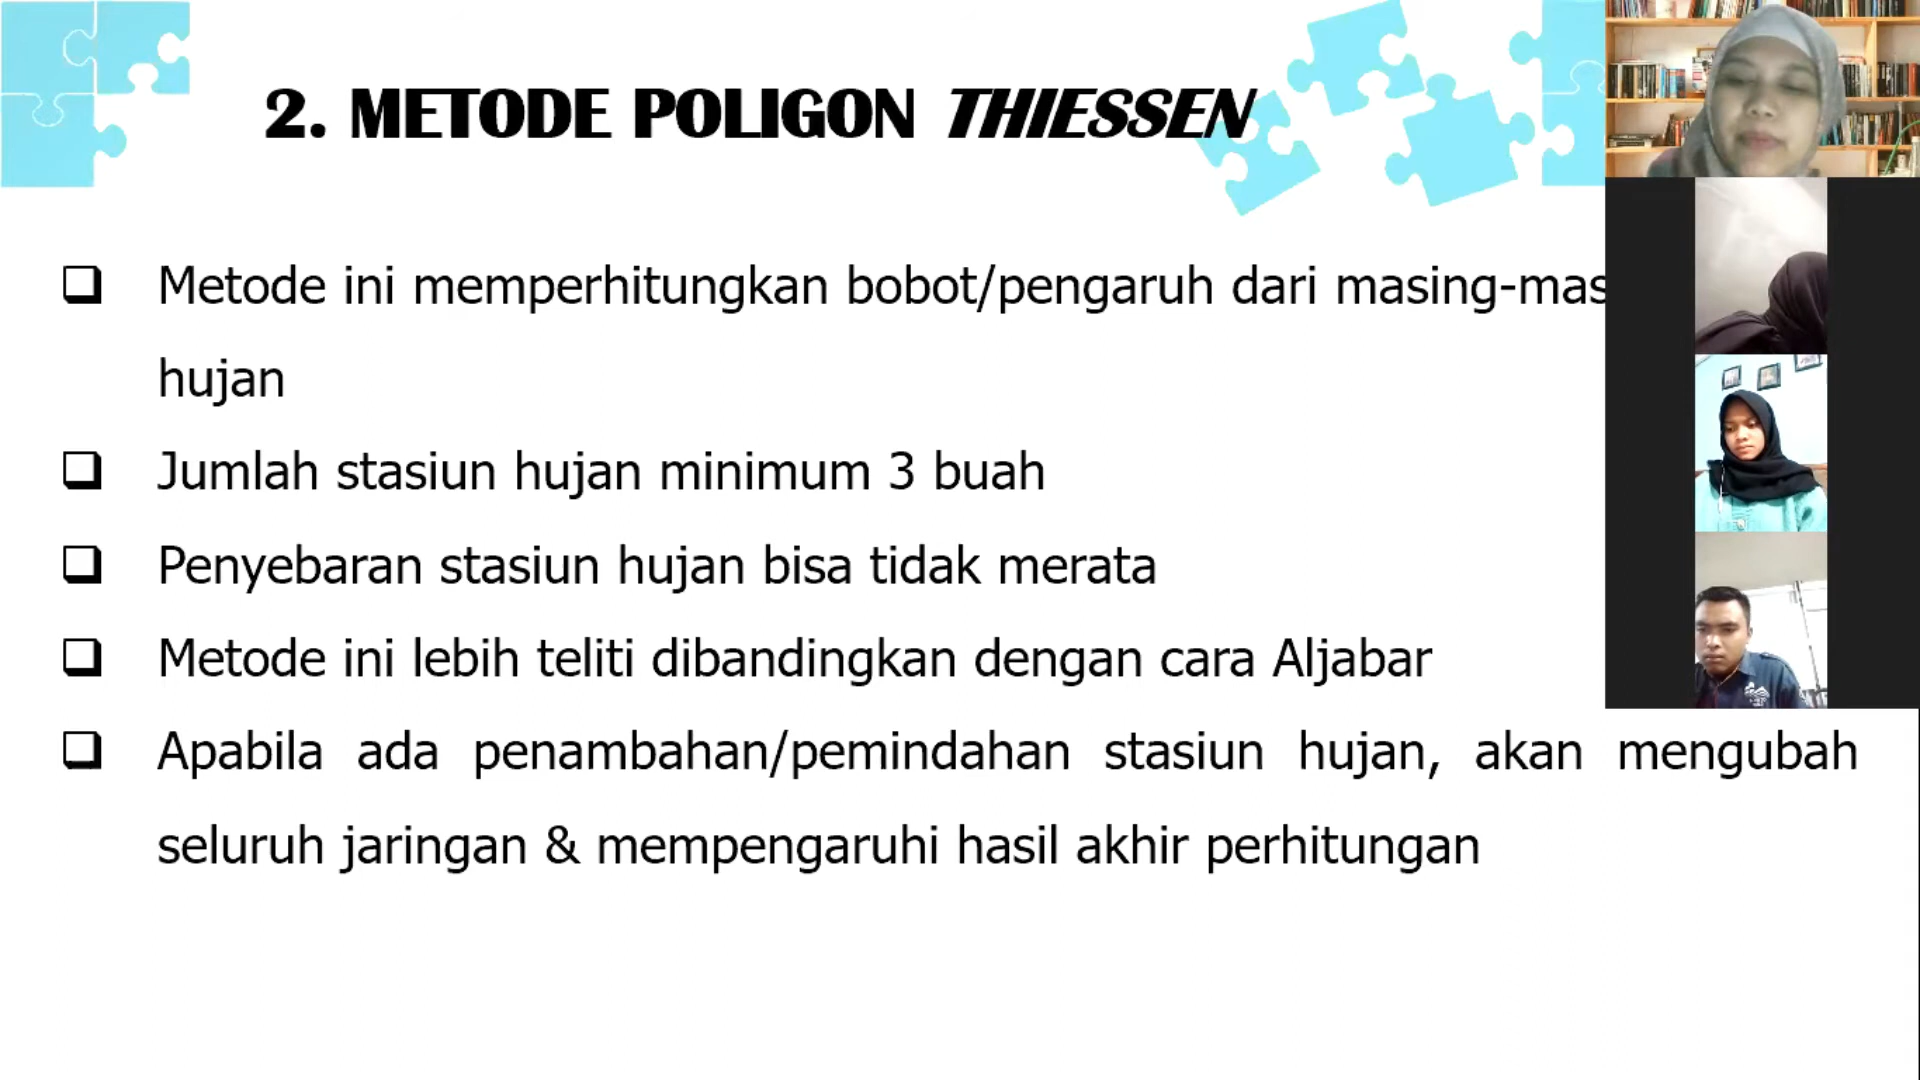 2. METODE POLIGON THIESSEN
Metode ini memperhitungkan bobot/pengaruh dari masing-mas
hujan
Jumlah stasiun hujan minimum 3 buah
Penyebaran stasiun hujan bisa tidak merata
Metode ini lebih teliti dibandingkan dengan cara Aljabar
Apabila ada penambahan/pemindahan stasiun hujan, akan mengubah
seluruh jaringan & mempengaruhi hasil akhir perhitungan